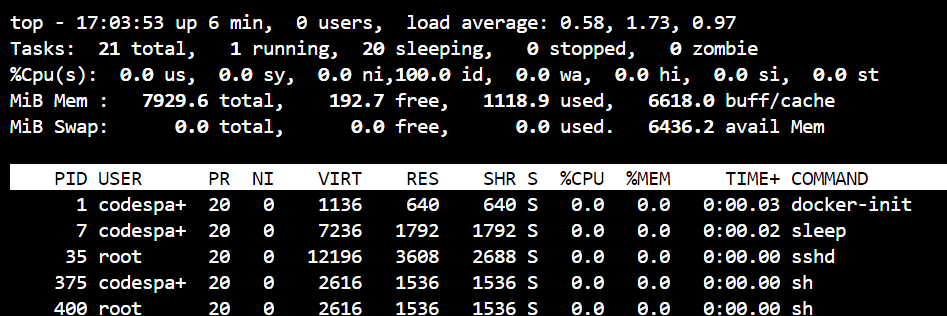 top - 17:03:53 up 6 min,  0 users,  load average: 0.58, 1.73, 0.97
Tasks:  21 total,   1 running,  20 sleeping,   0 stopped,   0 zombie
%Cpu(s):  0.0 us,  0.0 sy,  0.0 ni,100.0 id,  0.0 wa,  0.0 hi,  0.0 si,  0.0 st
MiB Mem :   7929.6 total,    192.7 free,   1118.9 used,   6618.0 buff/cache
MiB Swap:      0.0 total,      0.0 free,      0.0 used.   6436.2 avail Mem
PID USER      PR  NI    VIRT    RES    SHR S  %CPU  %MEM     TIME+ COMMAND
1 codespa+  20   0    1136    640    640 S   0.0   0.0   0:00.03 docker-init
7 codespa+  20   0    7236   1792   1792 S   0.0   0.0   0:00.02 sleep
35 root      20   0   12196   3608   2688 S   0.0   0.0   0:00.00 sshd
375 codespa+  20   0    2616   1536   1536 S   0.0   0.0   0:00.00 sh
400 root      20   0    2616   1536   1536 S   0.0   0.0   0:00.00 sh